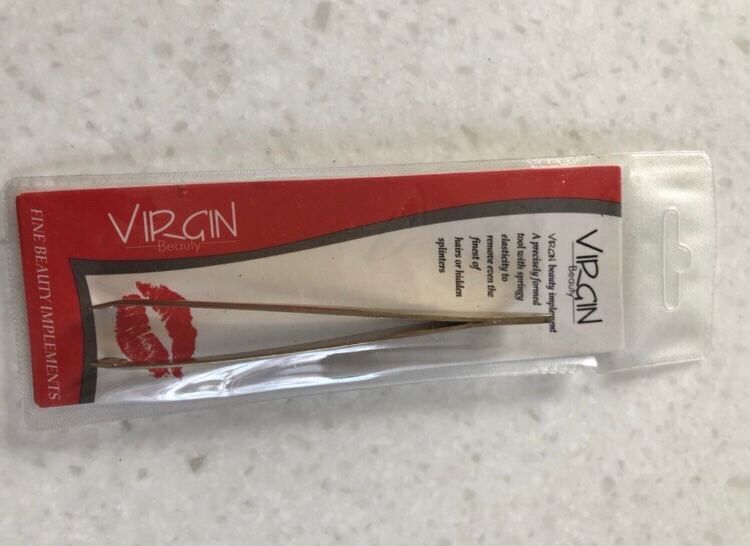 VIRGIN
Beauty
FINE BEAUTY IMPLEMENTS
VIRGIN
Beauty
VIRGIN beauty implement
A precisely formed
tool with springy
elasticity to
remove even the
finest of
hairs or hidden
splinters